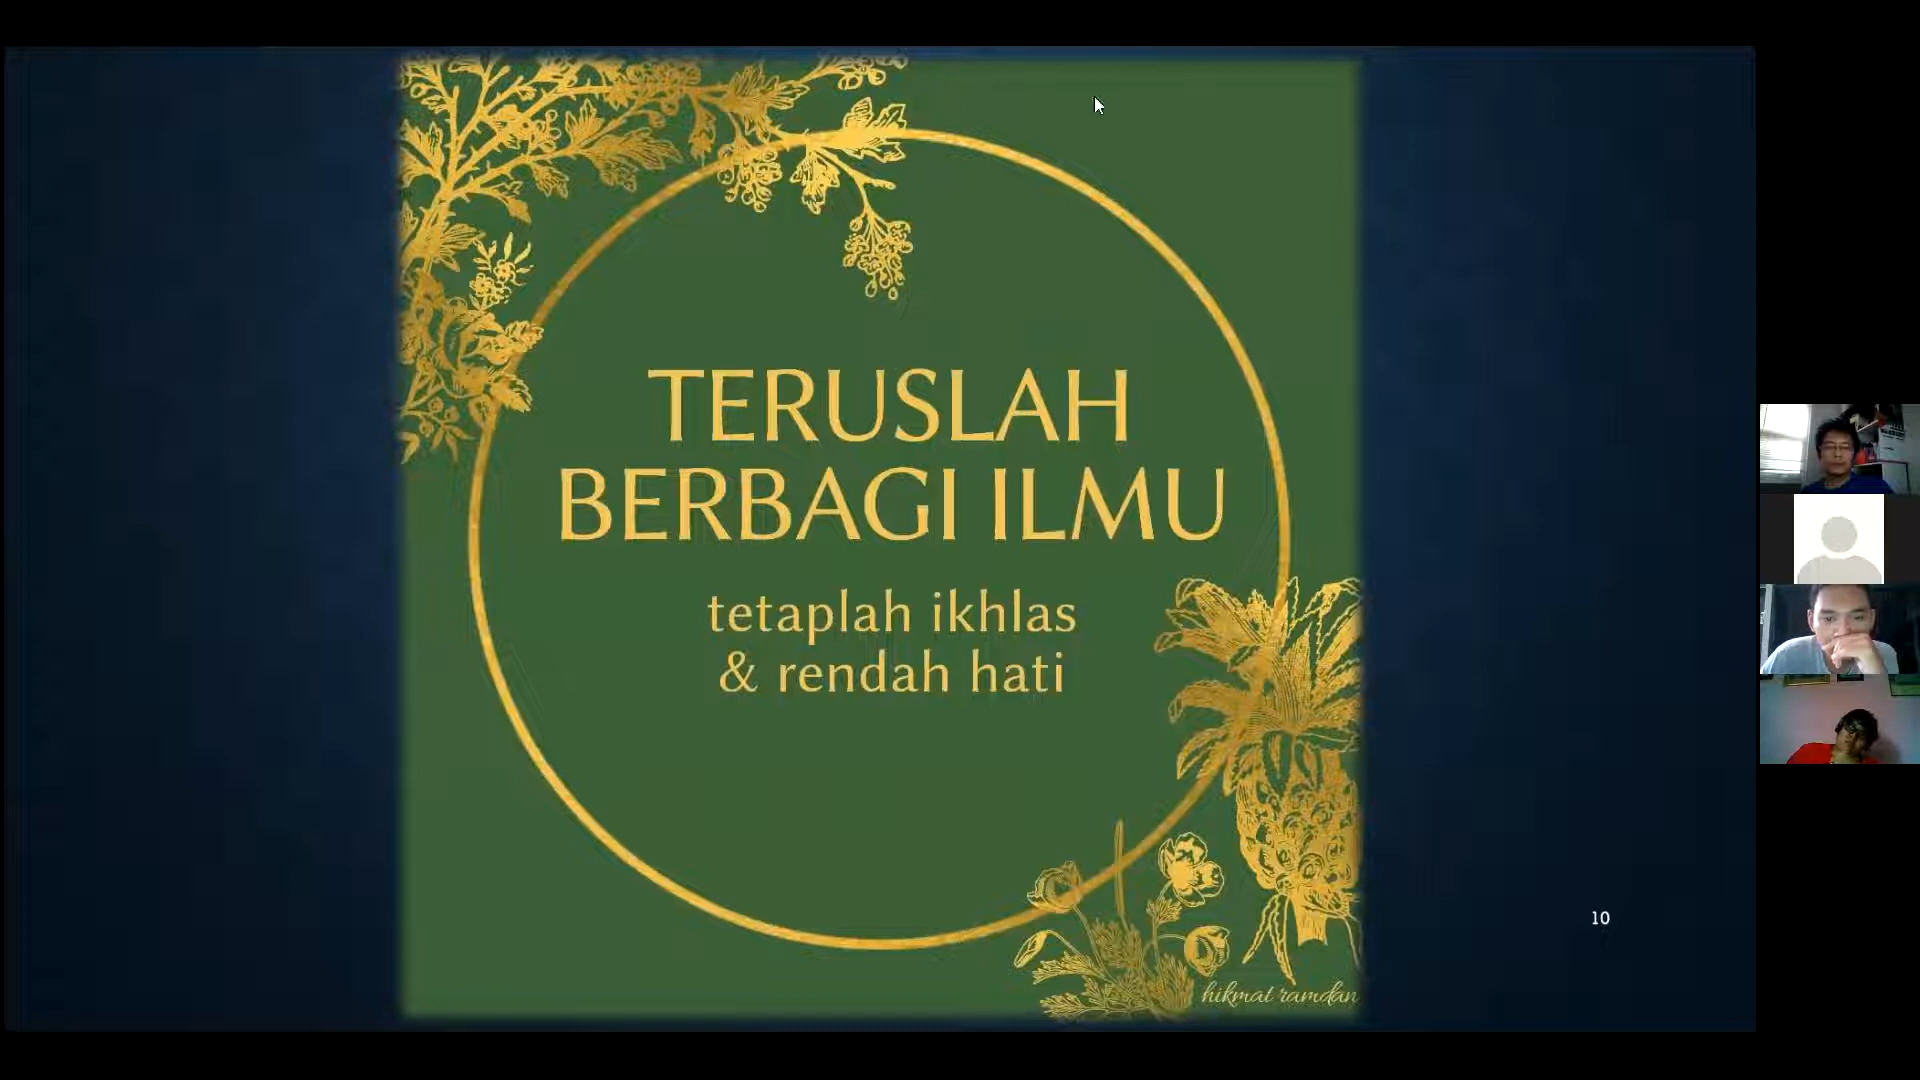 TERUSLAH
BERBAGI ILMU
tetaplah ikhlas
& rendah hati
10
hikmat ramdan